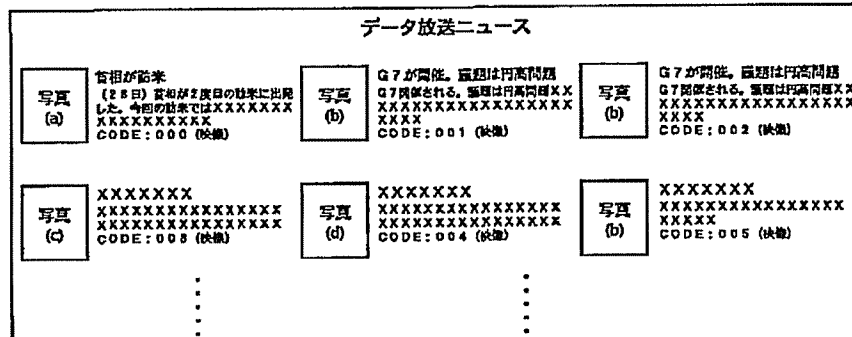 データ放送ニュース
写真
(a)
首相が訪米
(28日)首相が2度目の訪米に出発
した。今回の訪米ではXXXXXXX
XXXXXXXXXX
CODE:000 (映像)
写真
(b)
G7が開催。議題は円高問題
G7開催される。議題は円高問題XX
XXXXXXXXXXXXXXXXX
XXXX
CODE:001 (映像)
写真
(b)
G7が開催。議題は円高問題
G7開催される。議題は円高問題XX
XXXXXXXXXXXXXXXXX
XXXX
CODE:002 (映像)
写真
(c)
XXXXXXX
XXXXXXXXXXXXXXXX
XXXXXXXXXXXXXXXX
CODE:003 (映像)
写真
(d)
XXXXXXX
XXXXXXXXXXXXXXXX
XXXXXXXXXXXXXXXX
CODE:004 (映像)
写真
(b)
XXXXXXX
XXXXXXXXXXXXXXXX
XXXXX
CODE:005 (映像)